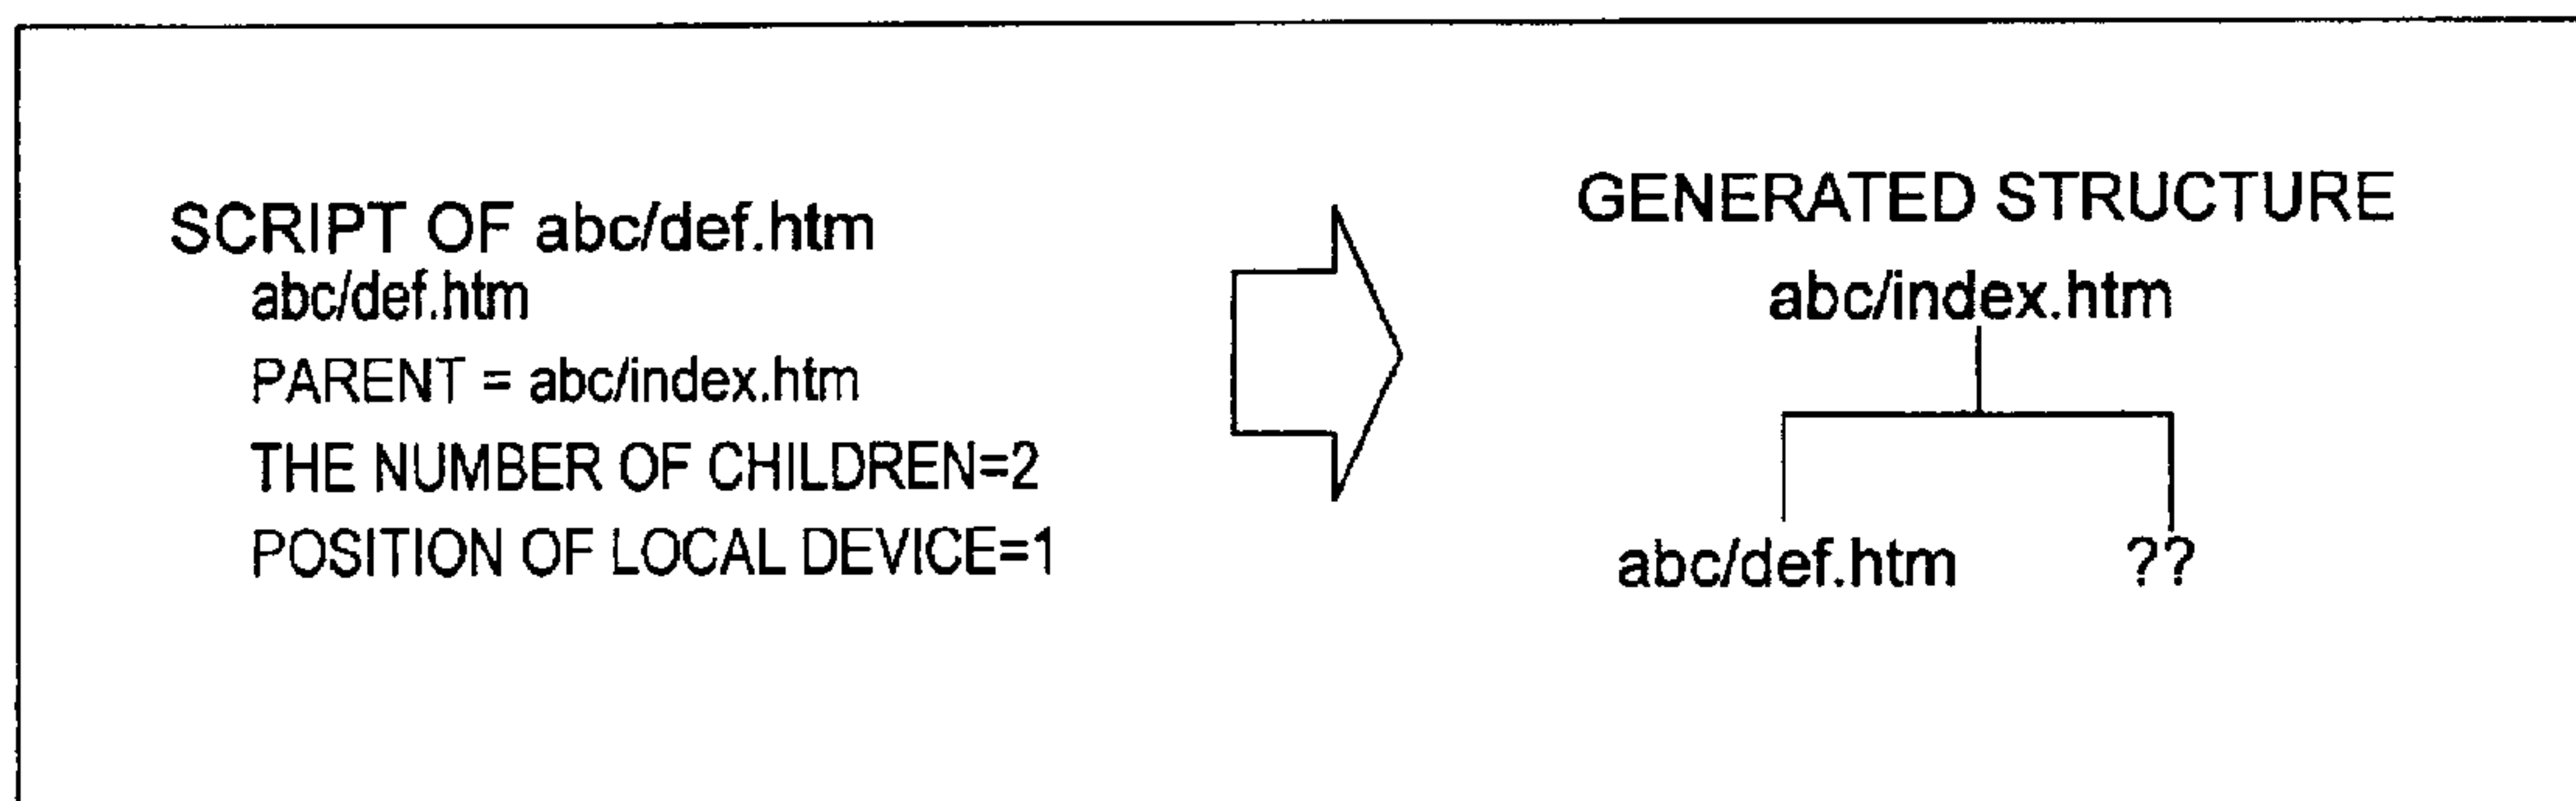 SCRIPT OF abc/def.htm
abc/def.htm
PARENT = abc/index.htm
THE NUMBER OF CHILDREN=2
POSITION OF LOCAL DEVICE=1
GENERATED STRUCTURE
abc/index.htm
abc/def.htm ??